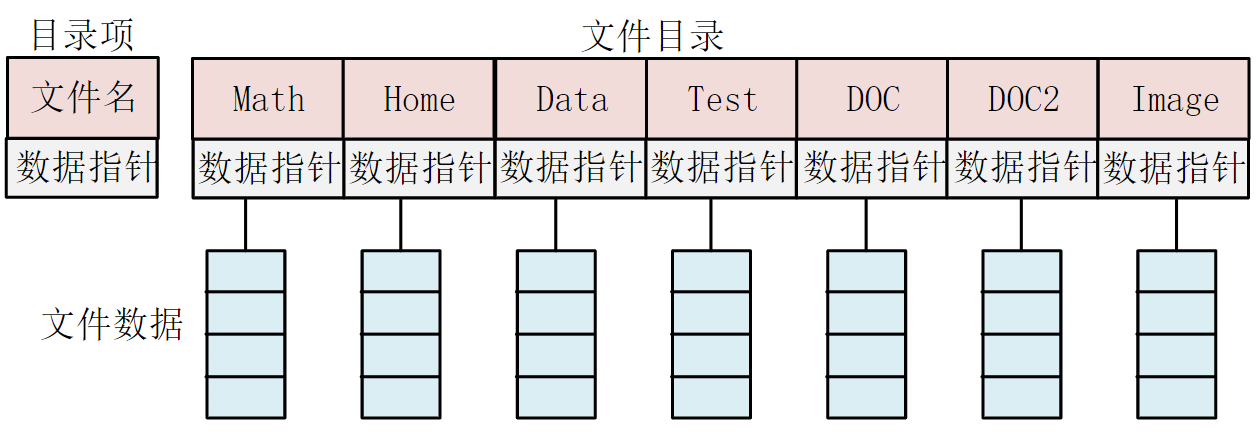 目录项 文件目录
文件名 Math Home Data Test DOC DOC2 Image
数据指针 数据指针 数据指针 数据指针 数据指针 数据指针 数据指针 数据指针
文件数据